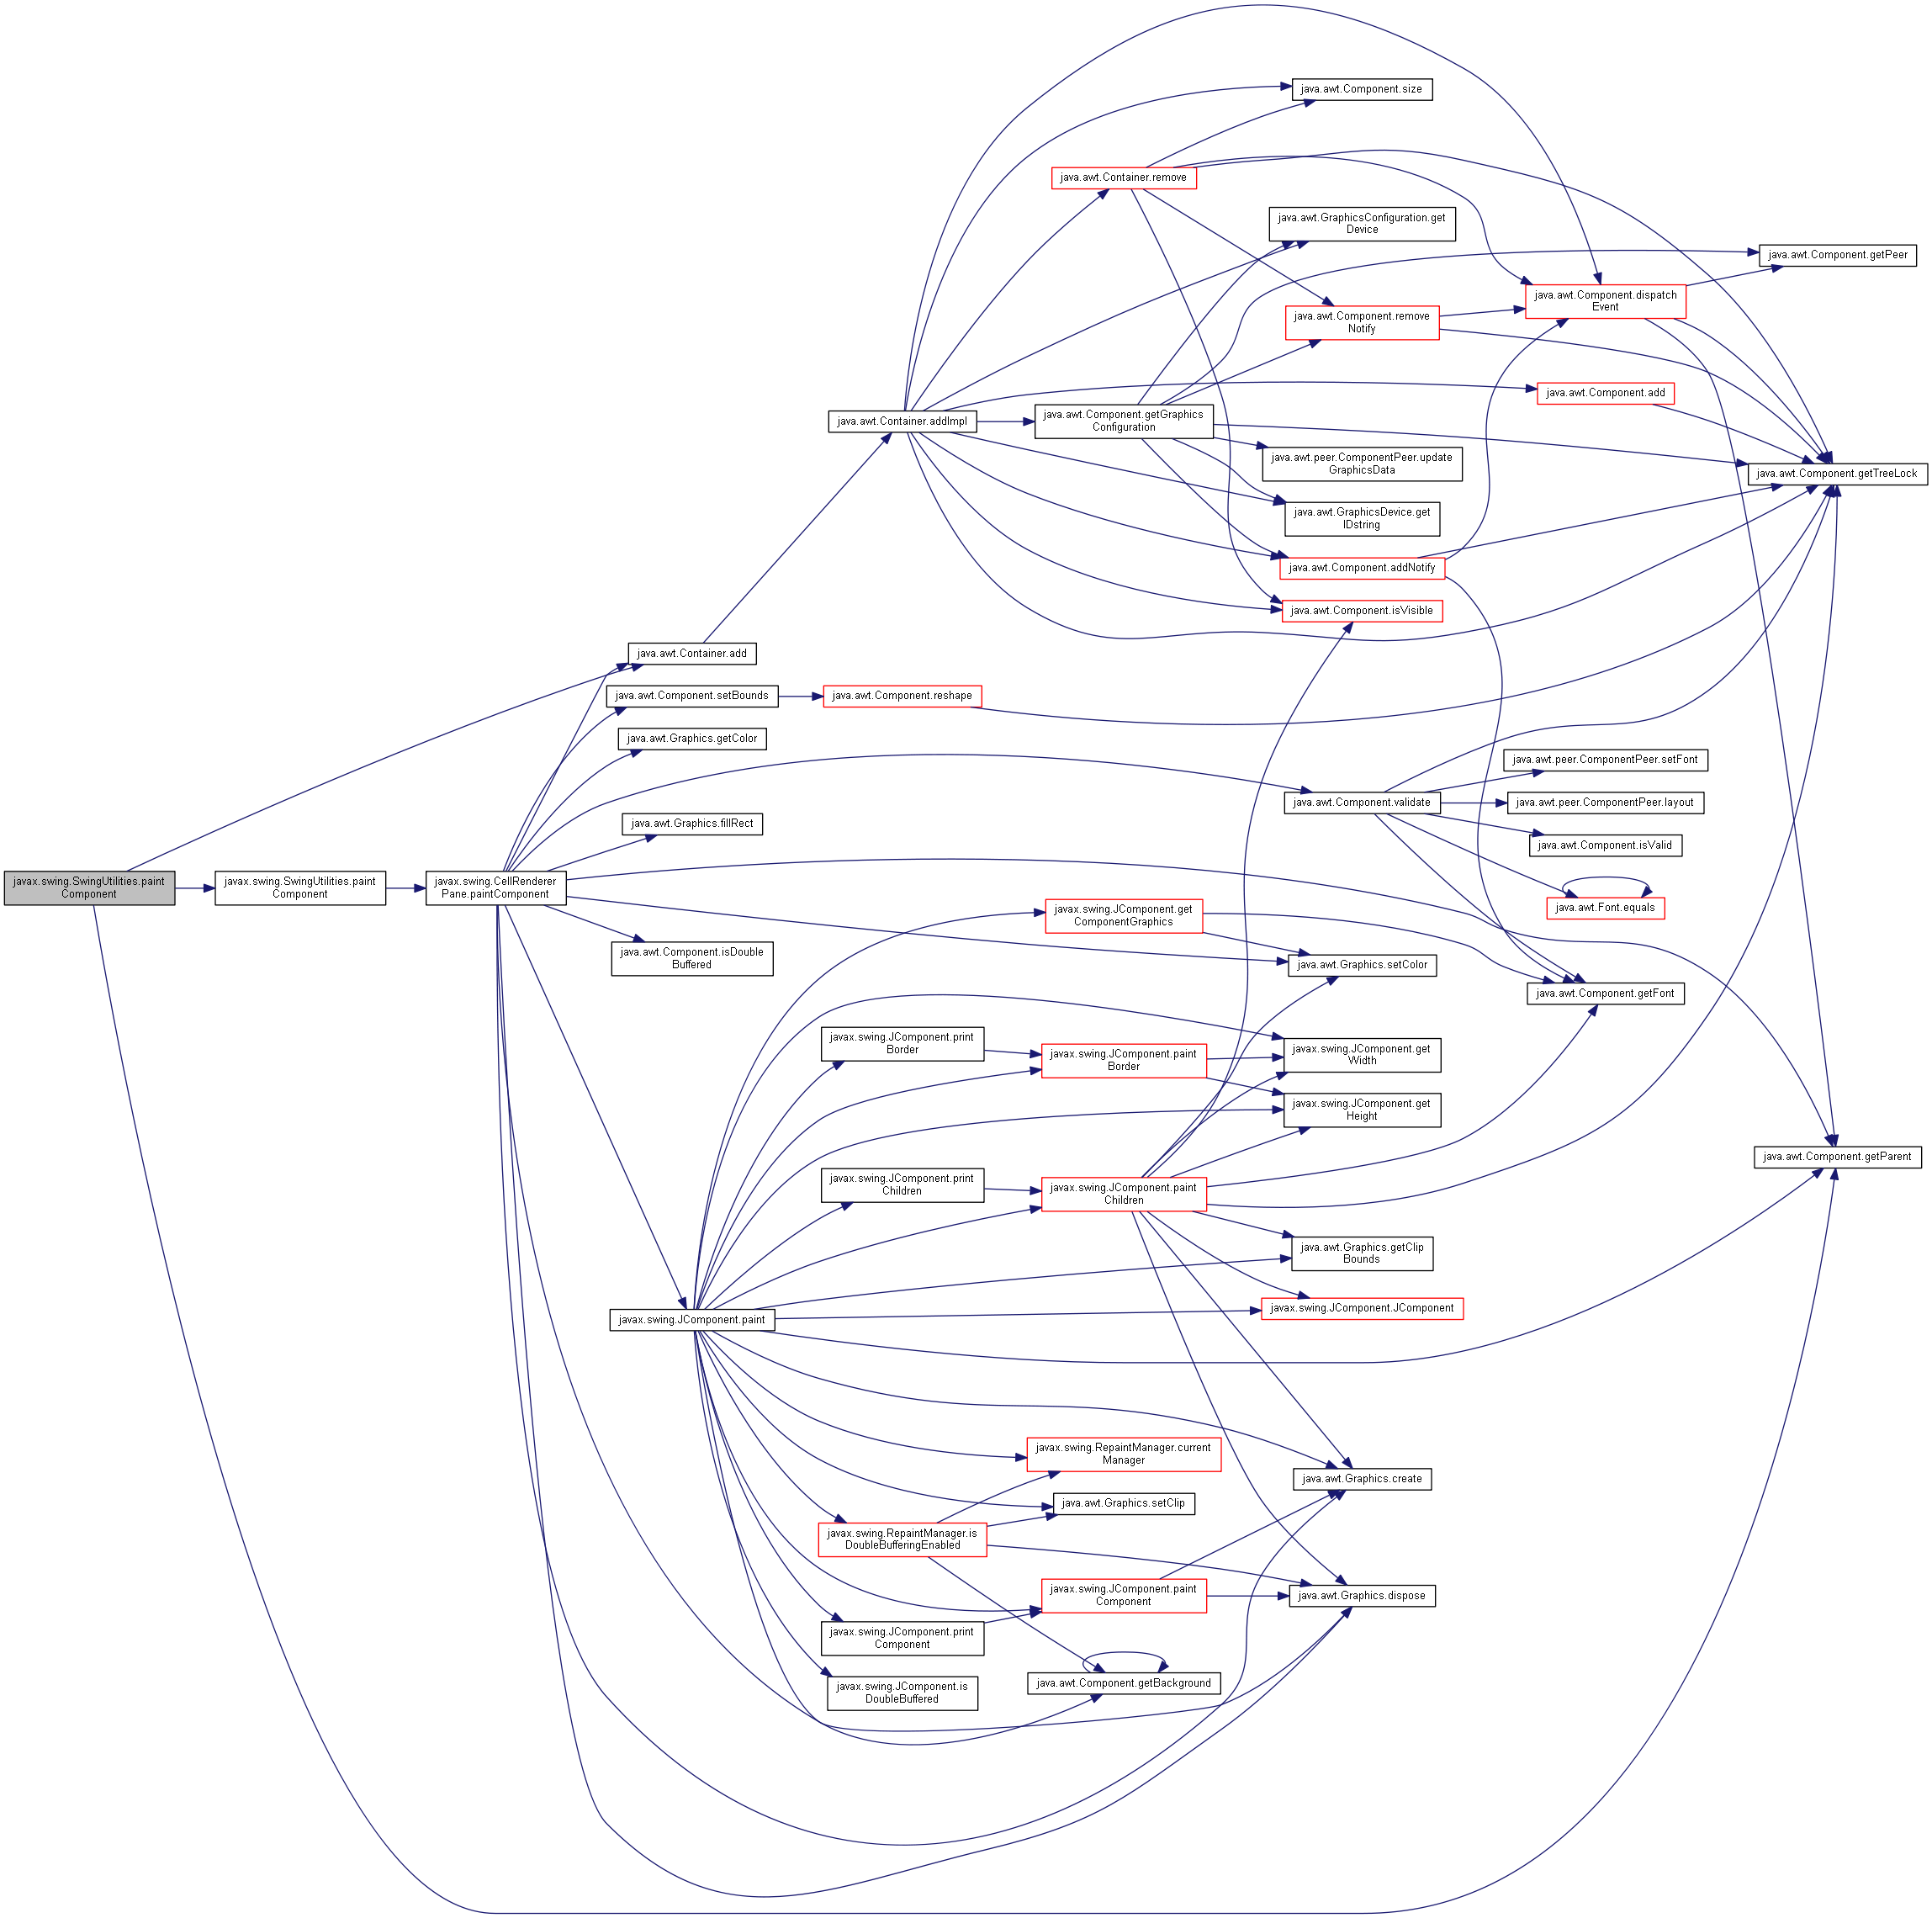 java.awt.Component.size
java.awt.Container.remove
java.awt.GraphicsConfiguration.get
Device
java.awt.Component.getPeer
java.awt.Component.dispatch
Event
java.awt.Component.remove
Notify
java.awt.Component.add
java.awt.Container.addImpl
java.awt.Component.getGraphics
Configuration
java.awt.peer.ComponentPeer.update
GraphicsData
java.awt.Component.getTreeLock
java.awt.GraphicsDevice.get
IDstring
java.awt.Component.addNotify
java.awt.Component.isVisible
java.awt.Container.add
java.awt.Component.setBounds
java.awt.Component.reshape
java.awt.Graphics.getColor
java.awt.peer.ComponentPeer.setFont
java.awt.Component.validate
java.awt.peer.ComponentPeer.layout
java.awt.Graphics.fillRect
java.awt.Component.isValid
javax.swing.SwingUtilities.paint
Component
javax.swing.SwingUtilities.paint
Component
javax.swing.CellRenderer
Pane.paintComponent
java.awt.Font.equals
javax.swing.JComponent.get
ComponentGraphics
java.awt.Component.isDouble
Buffered
java.awt.Graphics.setColor
java.awt.Component.getFont
javax.swing.JComponent.print
Border
javax.swing.JComponent.paint
Border
javax.swing.JComponent.get
Width
javax.swing.JComponent.get
Height
java.awt.Component.getParent
javax.swing.JComponent.print
Children
javax.swing.JComponent.paint
Children
java.awt.Graphics.getClip
Bounds
javax.swing.JComponent.JComponent
javax.swing.JComponent.paint
javax.swing.RepaintManager.current
Manager
java.awt.Graphics.create
java.awt.Graphics.setClip
javax.swing.RepaintManager.is
DoubleBufferingEnabled
javax.swing.JComponent.paint
Component
java.awt.Graphics.dispose
javax.swing.JComponent.print
Component
java.awt.Component.getBackground
javax.swing.JComponent.is
DoubleBuffered